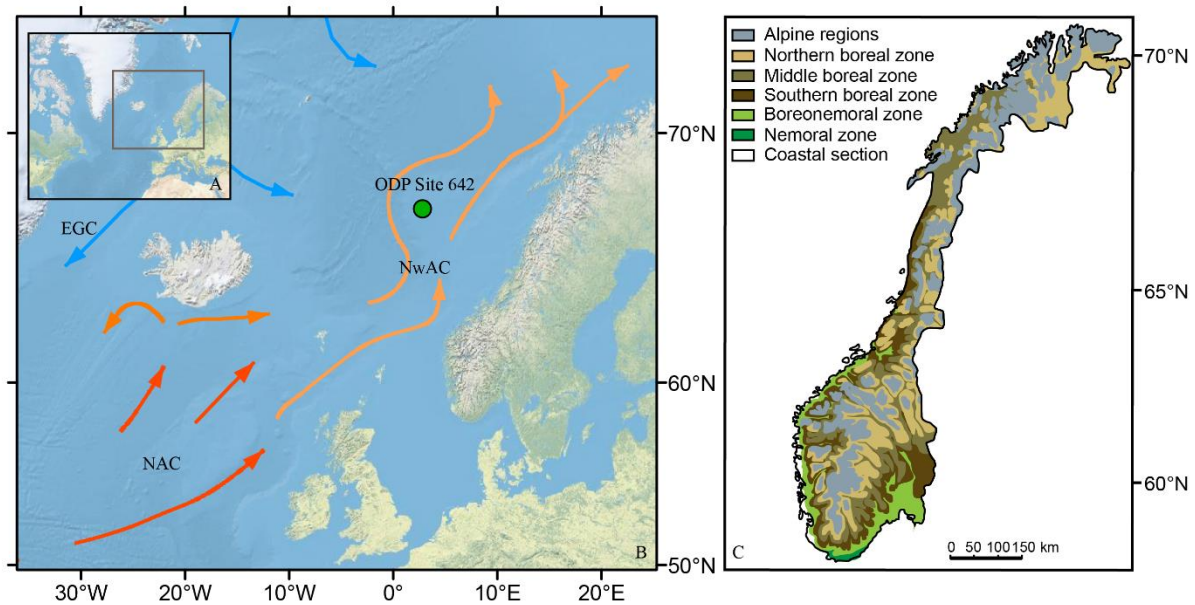 A
EGC
ODP Site 642
NwAC
NAC
B
70°N
60°N
50°N
30°W
20°W
10°W
0°
10°E
20°E
Alpine regions
Northern boreal zone
Middle boreal zone
Southern boreal zone
Boreonemoral zone
Nemoral zone
Coastal section
70°N
65°N
60°N
0 50 100 150 km
C